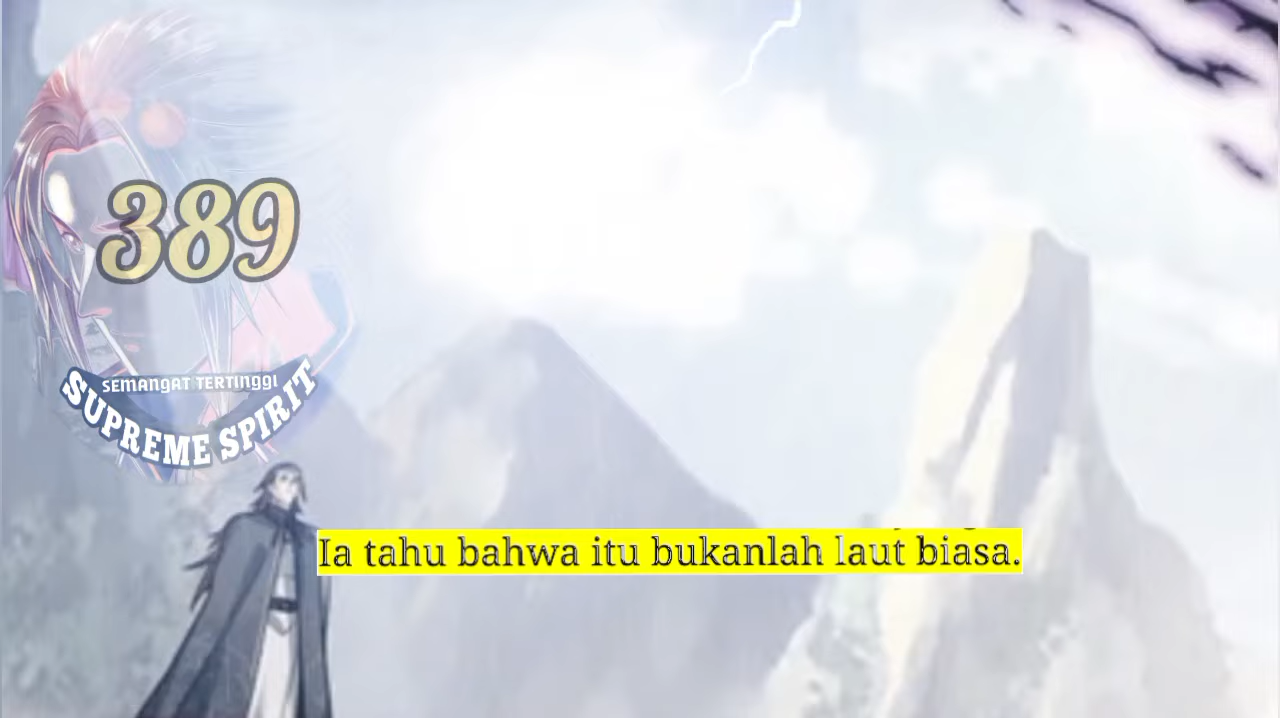 389
SEMANGAT TERTINGGI
SUPREME SPIRIT
Ia tahu bahwa itu bukanlah laut biasa.